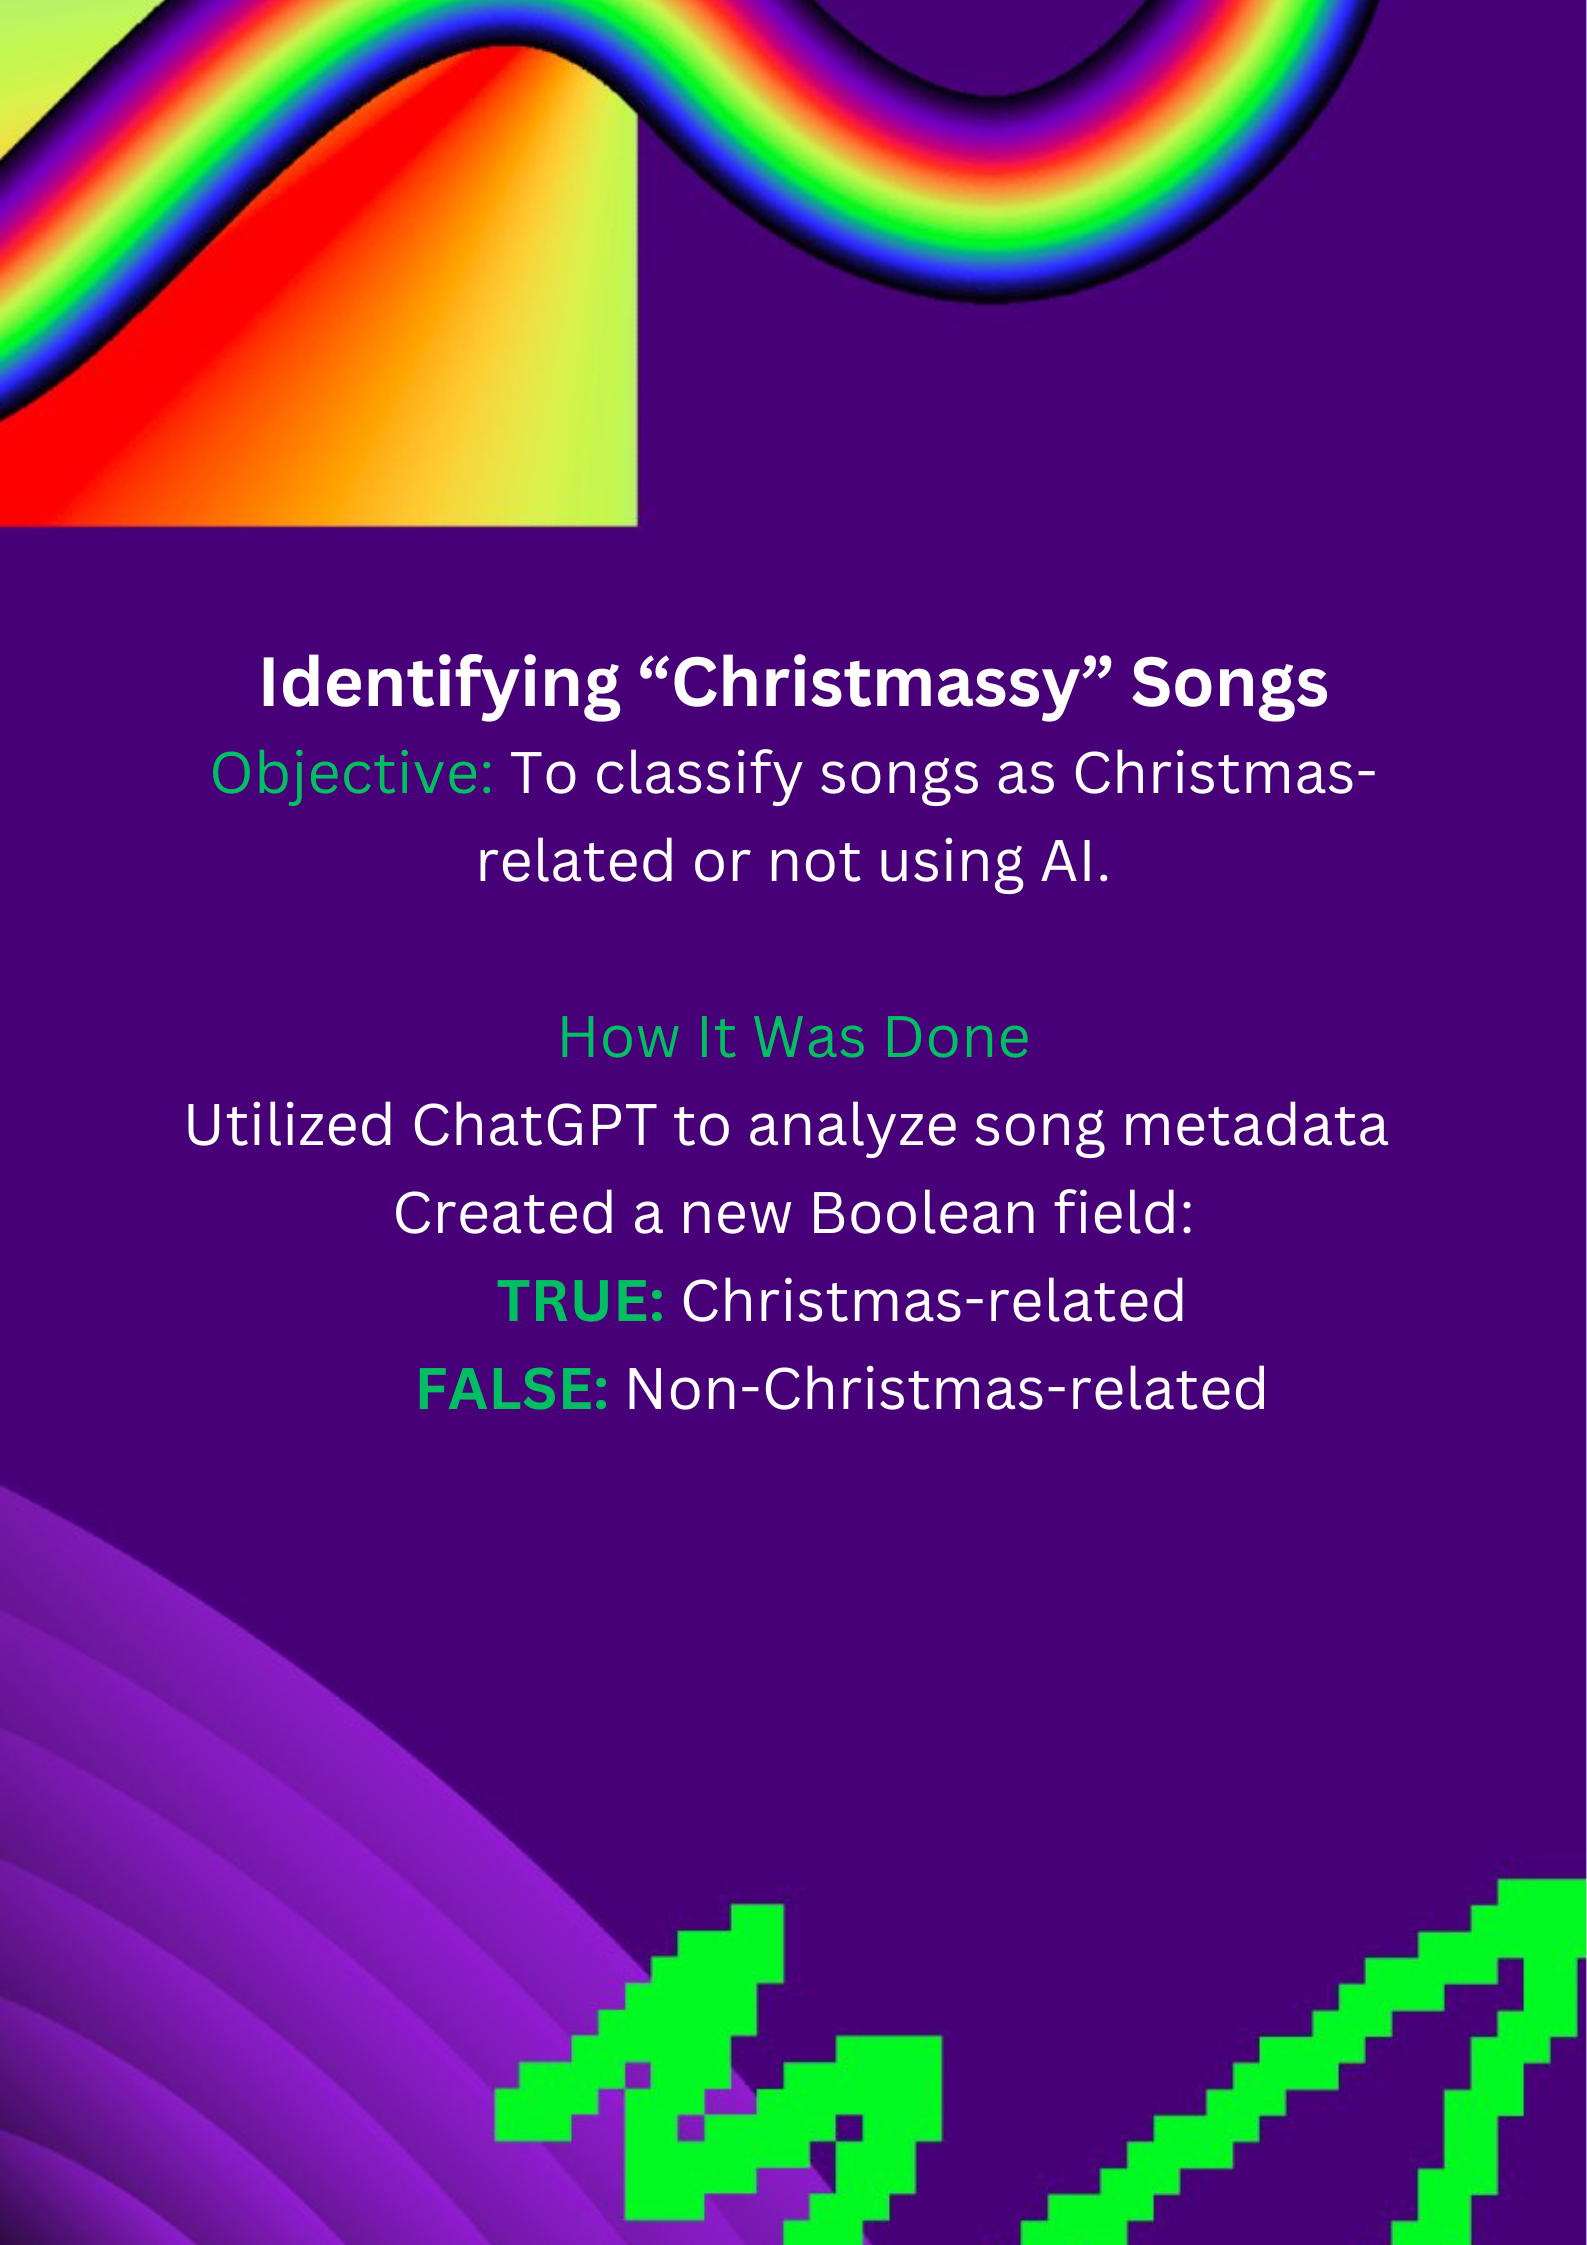 Identifying “Christmassy” Songs
Objective: To classify songs as Christmas-
related or not using AI.
How It Was Done
Utilized ChatGPT to analyze song metadata
Created a new Boolean field:
TRUE: Christmas-related
FALSE: Non-Christmas-related